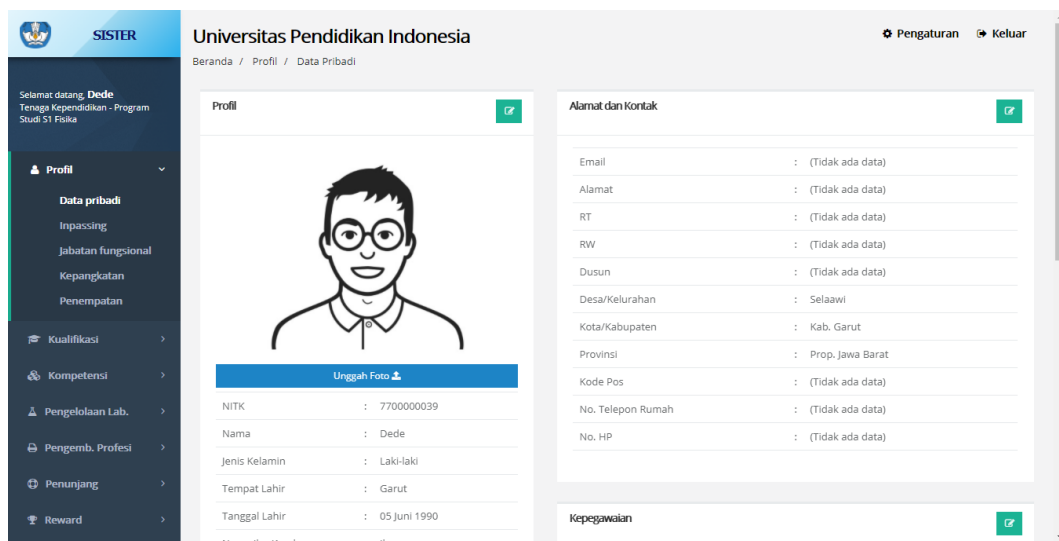 SISTER
Universitas Pendidikan Indonesia
Pengaturan
Keluar
Beranda / Profil / Data Pribadi
Selamat datang, Dede
Tenaga Kependidikan - Program
Studi S1 Fisika
Profil
Data pribadi
Inpassing
Jabatan fungsional
Kepangkatan
Penempatan
Kualifikasi
Kompetensi
Pengelolaan Lab.
Pengemb. Profesi
Penunjang
Reward
Profil
Unggah Foto
NITK : 7700000039
Nama : Dede
Jenis Kelamin : Laki-laki
Tempat Lahir : Garut
Tanggal Lahir : 05 Juni 1990
Alamat dan Kontak
Email : (Tidak ada data)
Alamat : (Tidak ada data)
RT : (Tidak ada data)
RW : (Tidak ada data)
Dusun : (Tidak ada data)
Desa/Kelurahan : Selaawi
Kota/Kabupaten : Kab. Garut
Provinsi : Prop. Jawa Barat
Kode Pos : (Tidak ada data)
No. Telepon Rumah : (Tidak ada data)
No. HP : (Tidak ada data)
Kepegawaian